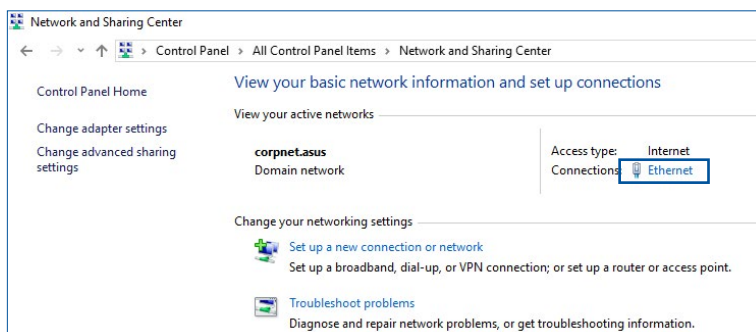 Network and Sharing Center
Control Panel > All Control Panel Items > Network and Sharing Center
Control Panel Home
Change adapter settings
Change advanced sharing
settings
View your basic network information and set up connections
View your active networks
corpnet.asus
Domain network
Access type: Internet
Connections: Ethernet
Change your networking settings
Set up a new connection or network
Set up a broadband, dial-up, or VPN connection; or set up a router or access point.
Troubleshoot problems
Diagnose and repair network problems, or get troubleshooting information.